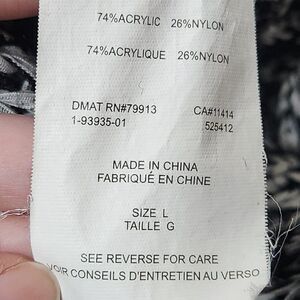 74%ACRYLIC 26%NYLON
74%ACRYLIQUE 26%NYLON
DMAT RN#79913 CA#11414
1-93935-01 525412
MADE IN CHINA
FABRIQUÉ EN CHINE
SIZE L
TAILLE G
SEE REVERSE FOR CARE
VOIR CONSEILS D'ENTRETIEN AU VERSO